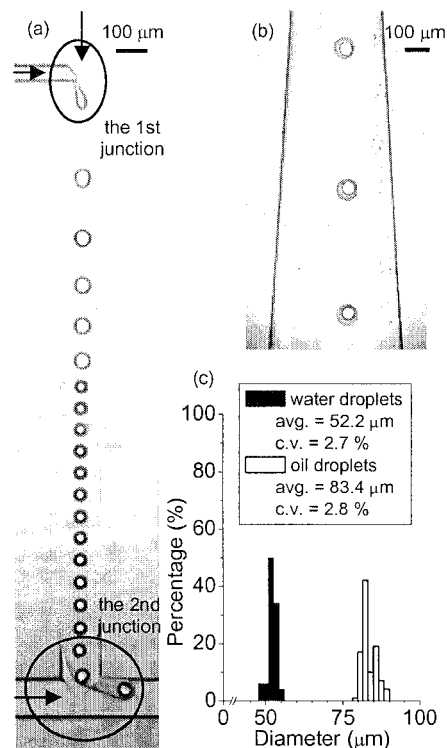 (a)
100 μm
the 1st
junction
the 2nd
junction
(b)
100 μm
(c)
water droplets
avg. = 52.2 μm
c.v. = 2.7 %
oil droplets
avg. = 83.4 μm
c.v. = 2.8 %
Percentage (%)
100
80
60
40
20
0
0
50
75
100
Diameter (μm)